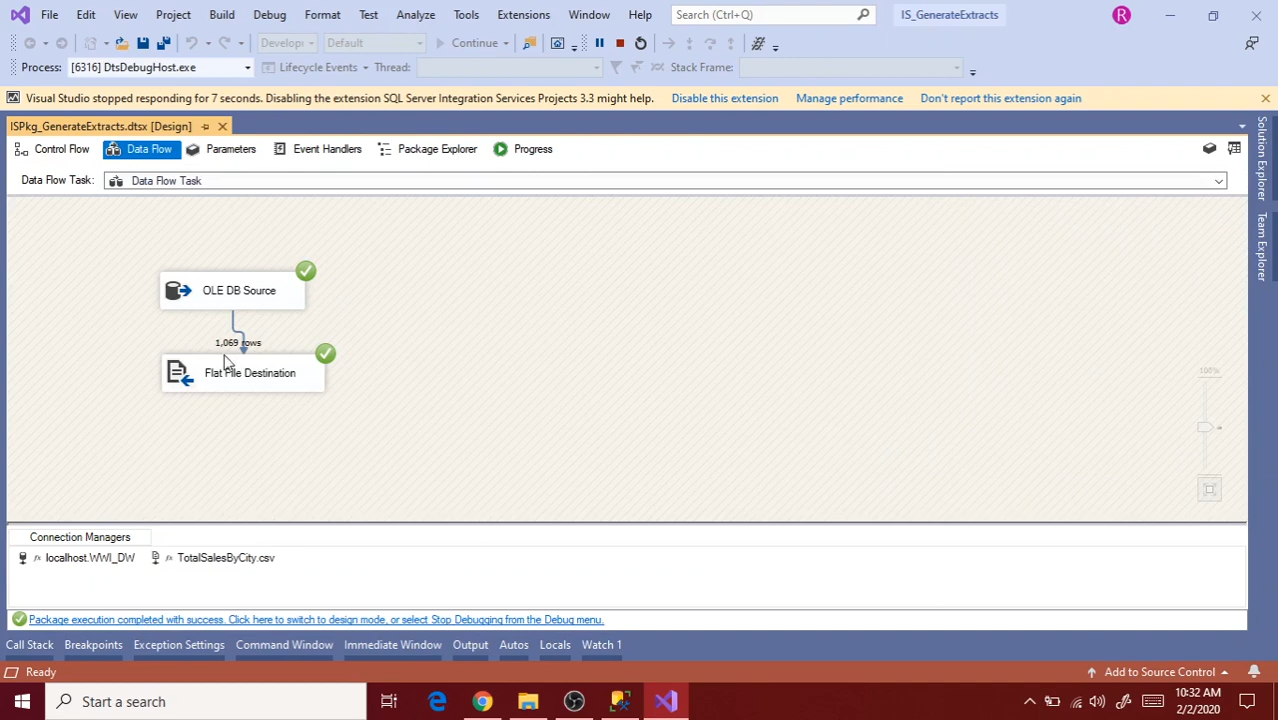 File Edit View Project Build Debug Format Test Analyze Tools Extensions Window Help Search (Ctrl+Q) IS_GenerateExtracts R
Develop Default Continue
Process: [6316] DtsDebugHost.exe Lifecycle Events Thread: Stack Frame:
Visual Studio stopped responding for 7 seconds. Disabling the extension SQL Server Integration Services Projects 3.3 might help. Disable this extension Manage performance Don't report this extension again
ISPkg_GenerateExtracts.dtsx [Design]
Control Flow Data Flow Parameters Event Handlers Package Explorer Progress
Data Flow Task: Data Flow Task
Solution Explorer
Team Explorer
OLE DB Source
1,069 rows
Flat File Destination
100%
Connection Managers
fx localhost.WWI_DW fx TotalSalesByCity.csv
Package execution completed with success. Click here to switch to design mode, or select Stop Debugging from the Debug menu.
Call Stack Breakpoints Exception Settings Command Window Immediate Window Output Autos Locals Watch 1
Ready Add to Source Control
Start a search
10:32 AM
2/2/2020